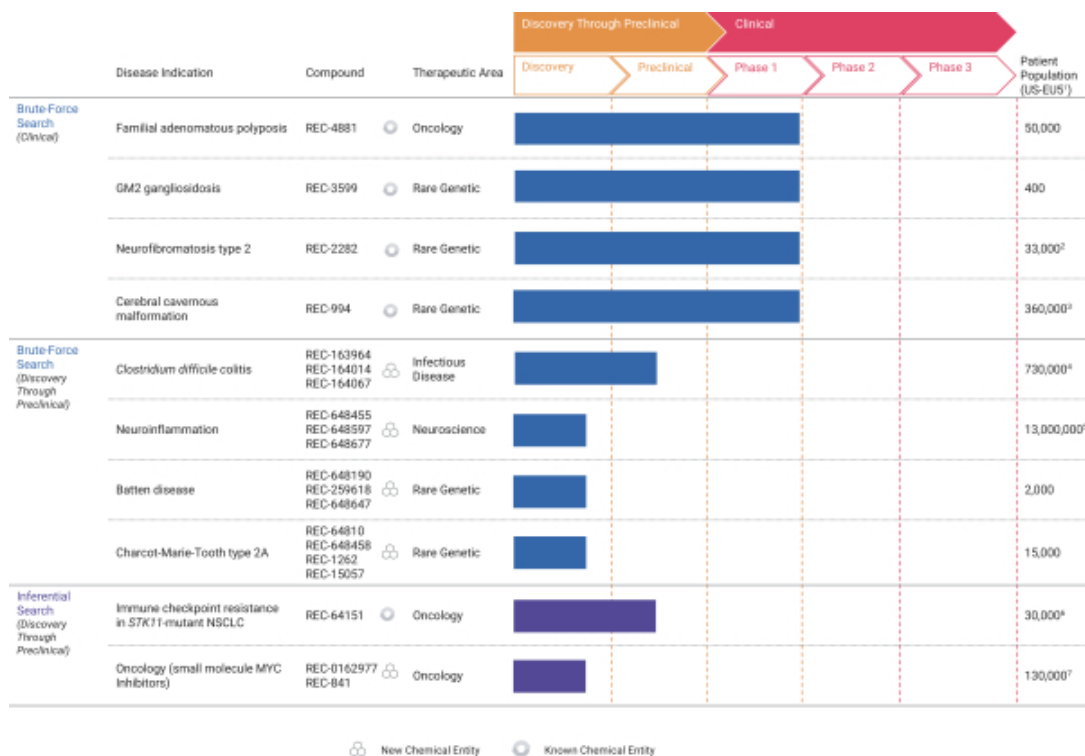 Discovery Through Preclinical Clinical
Disease Indication Compound Therapeutic Area Discovery Preclinical Phase 1 Phase 2 Phase 3 Patient
Population
(US-EU5¹)
Brute-Force
Search
(Clinical)
Familial adenomatous polyposis REC-4881 Oncology 50,000
GM2 gangliosidosis REC-3599 Rare Genetic 400
Neurofibromatosis type 2 REC-2282 Rare Genetic 33,000²
Cerebral cavernous
malformation REC-994 Rare Genetic 360,000³
Brute-Force
Search
(Discovery
Through
Preclinical)
Clostridium difficile colitis
REC-163964
REC-164014
REC-164067
Infectious
Disease
730,000⁴
Neuroinflammation
REC-648455
REC-648597
REC-648677
Neuroscience
13,000,000⁵
Batten disease
REC-648190
REC-259618
REC-648647
Rare Genetic
2,000
Charcot-Marie-Tooth type 2A
REC-64810
REC-648458
REC-1262
REC-15057
Rare Genetic
15,000
Inferential
Search
(Discovery
Through
Preclinical)
Immune checkpoint resistance
in STK11-mutant NSCLC
REC-64151
Oncology
30,000⁶
Oncology (small molecule MYC
Inhibitors)
REC-0162977
REC-841
Oncology
130,000⁷
New Chemical Entity Known Chemical Entity